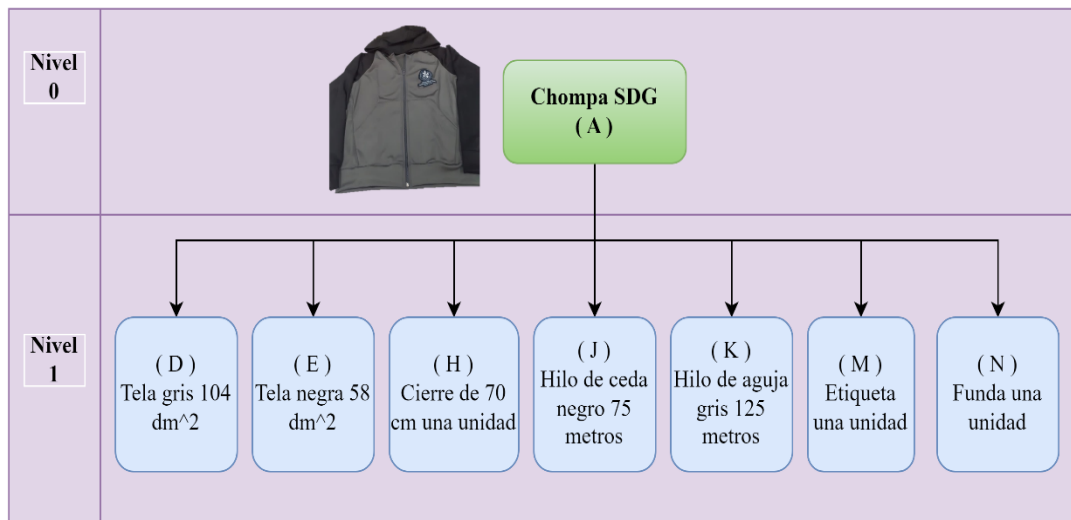 Nivel
0
Chompa SDG
( A )
Nivel
1
( D )
Tela gris 104
dm^2
( E )
Tela negra 58
dm^2
( H )
Cierre de 70
cm una unidad
( J )
Hilo de ceda
negro 75
metros
( K )
Hilo de aguja
gris 125
metros
( M )
Etiqueta
una unidad
( N )
Funda una
unidad